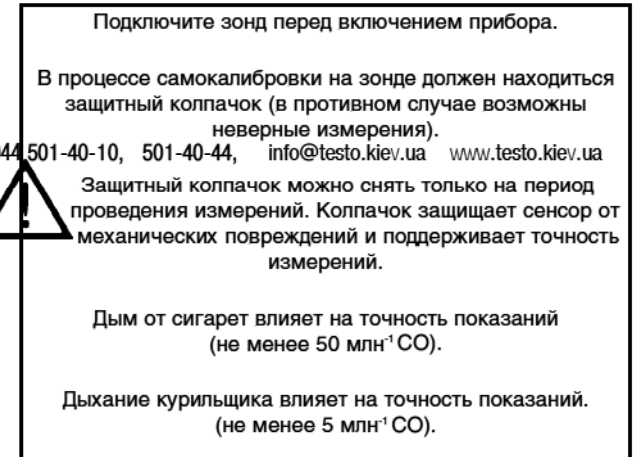 Подключите зонд перед включением прибора.
В процессе самокалибровки на зонде должен находиться
защитный колпачок (в противном случае возможны
неверные измерения).
044 501-40-10, 501-40-44, info@testo.kiev.ua www.testo.kiev.ua
Защитный колпачок можно снять только на период
проведения измерений. Колпачок защищает сенсор от
механических повреждений и поддерживает точность
измерений.
Дым от сигарет влияет на точность показаний
(не менее 50 млн⁻¹ CO).
Дыхание курильщика влияет на точность показаний.
(не менее 5 млн⁻¹ CO).